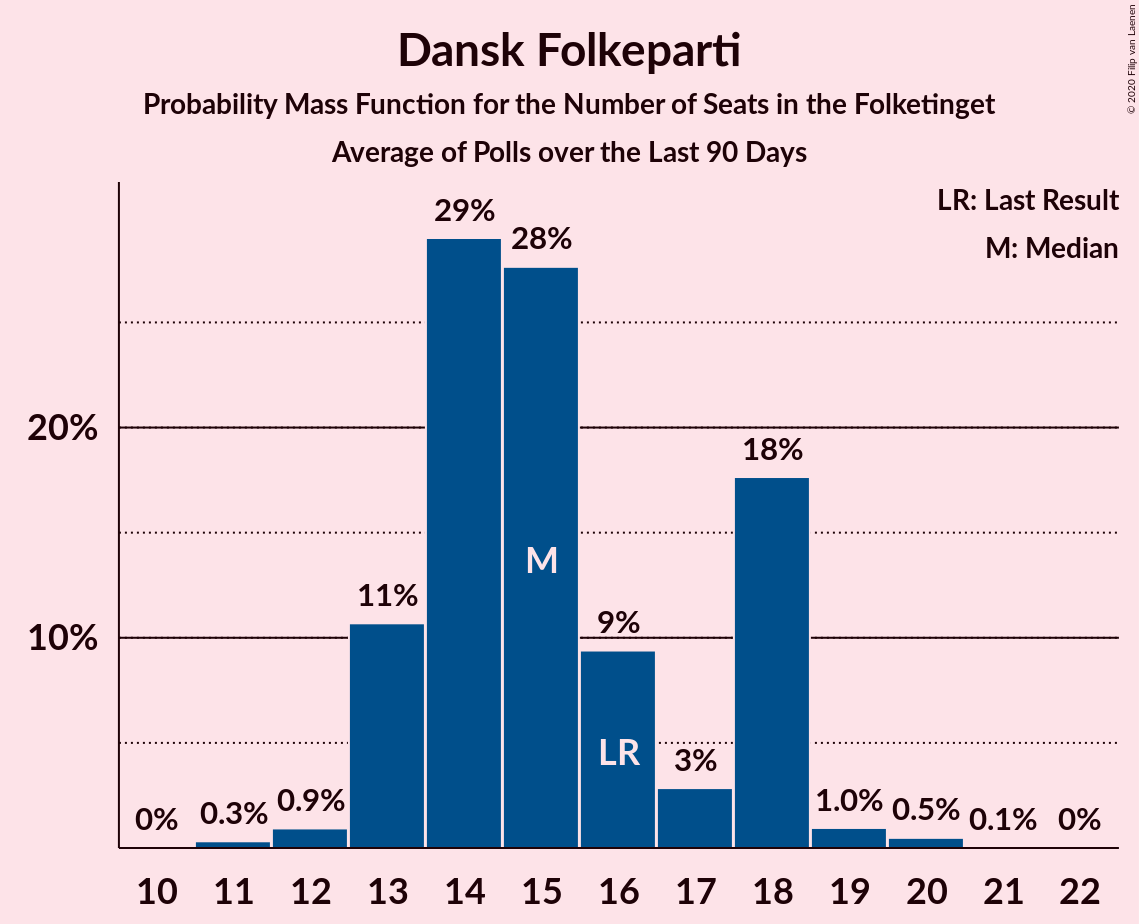 Dansk Folkeparti
Probability Mass Function for the Number of Seats in the Folketinget
Average of Polls over the Last 90 Days
© 2020 Filip van Laenen
LR: Last Result
M: Median
20%
10%
0%
0.3%
0.9%
11%
29%
28%
9%
3%
18%
1.0%
0.5%
0.1%
0%
M
LR
10 11 12 13 14 15 16 17 18 19 20 21 22